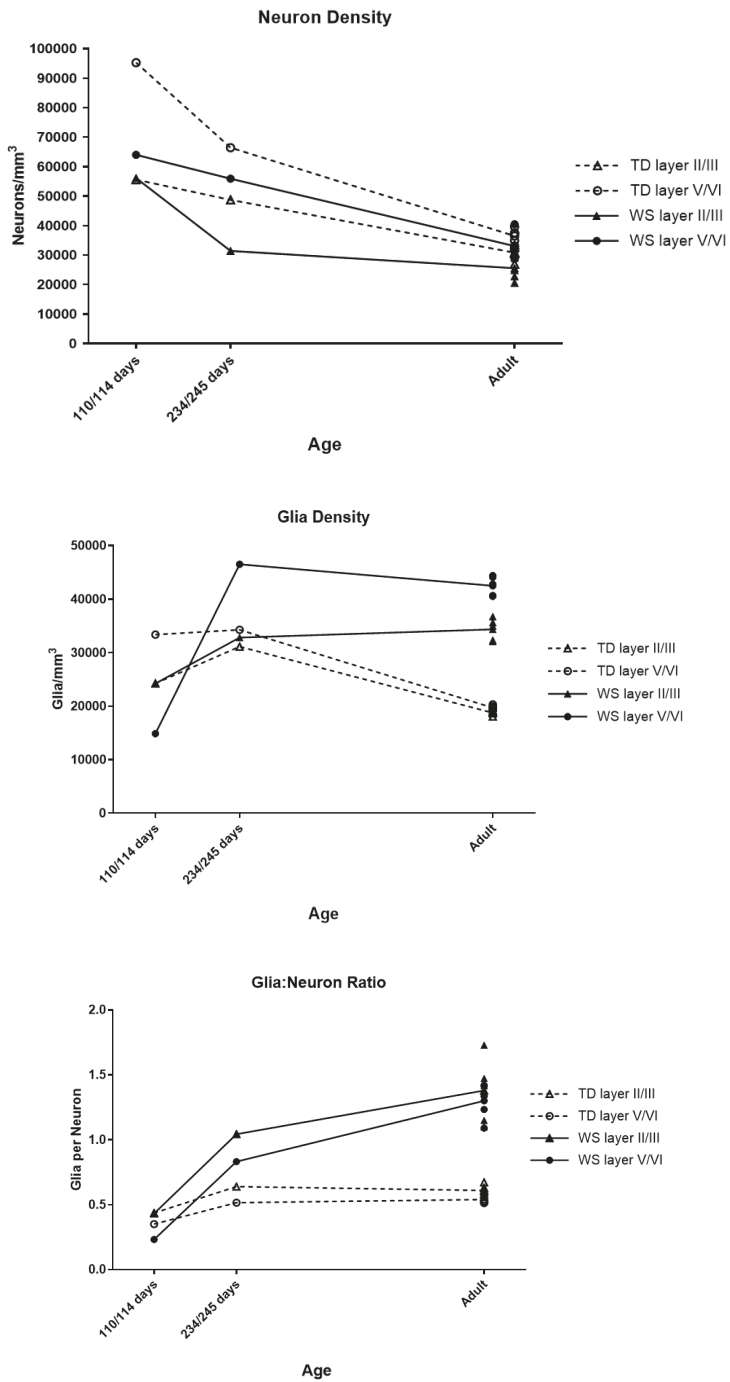 Neuron Density
100000
90000
80000
70000
60000
50000
40000
30000
20000
10000
0
Neurons/mm³
110/114 days
234/245 days
Adult
Age
TD layer II/III
TD layer V/VI
WS layer II/III
WS layer V/VI
Glia Density
50000
40000
30000
20000
10000
0
Glia/mm³
110/114 days
234/245 days
Adult
Age
TD layer II/III
TD layer V/VI
WS layer II/III
WS layer V/VI
Glia:Neuron Ratio
2.0
1.5
1.0
0.5
0.0
Glia per Neuron
110/114 days
234/245 days
Adult
Age
TD layer II/III
TD layer V/VI
WS layer II/III
WS layer V/VI